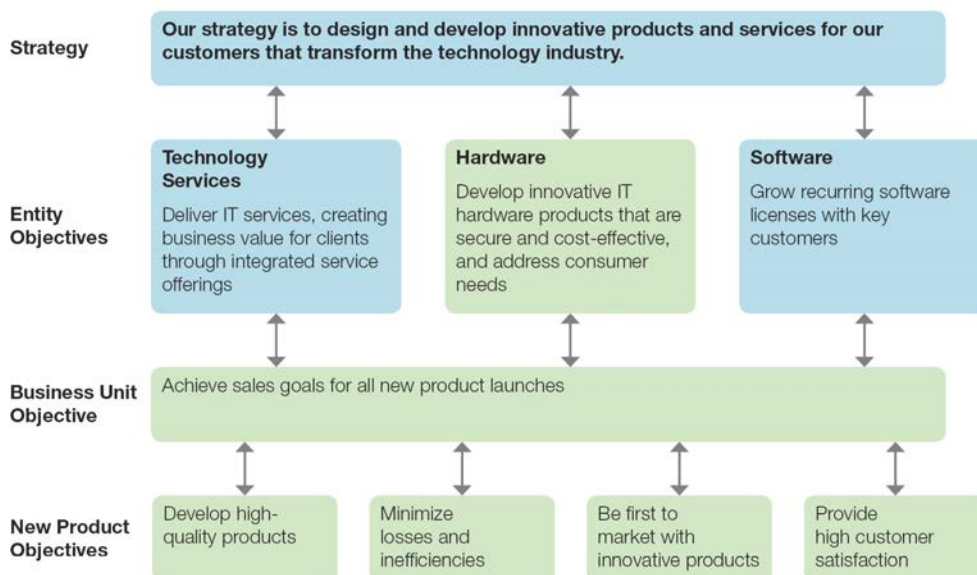 Strategy
Our strategy is to design and develop innovative products and services for our
customers that transform the technology industry.
Entity
Objectives
Technology
Services
Deliver IT services, creating
business value for clients
through integrated service
offerings
Hardware
Develop innovative IT
hardware products that are
secure and cost-effective,
and address consumer
needs
Software
Grow recurring software
licenses with key
customers
Business Unit
Objective
Achieve sales goals for all new product launches
New Product
Objectives
Develop high-
quality products
Minimize
losses and
inefficiencies
Be first to
market with
innovative products
Provide
high customer
satisfaction